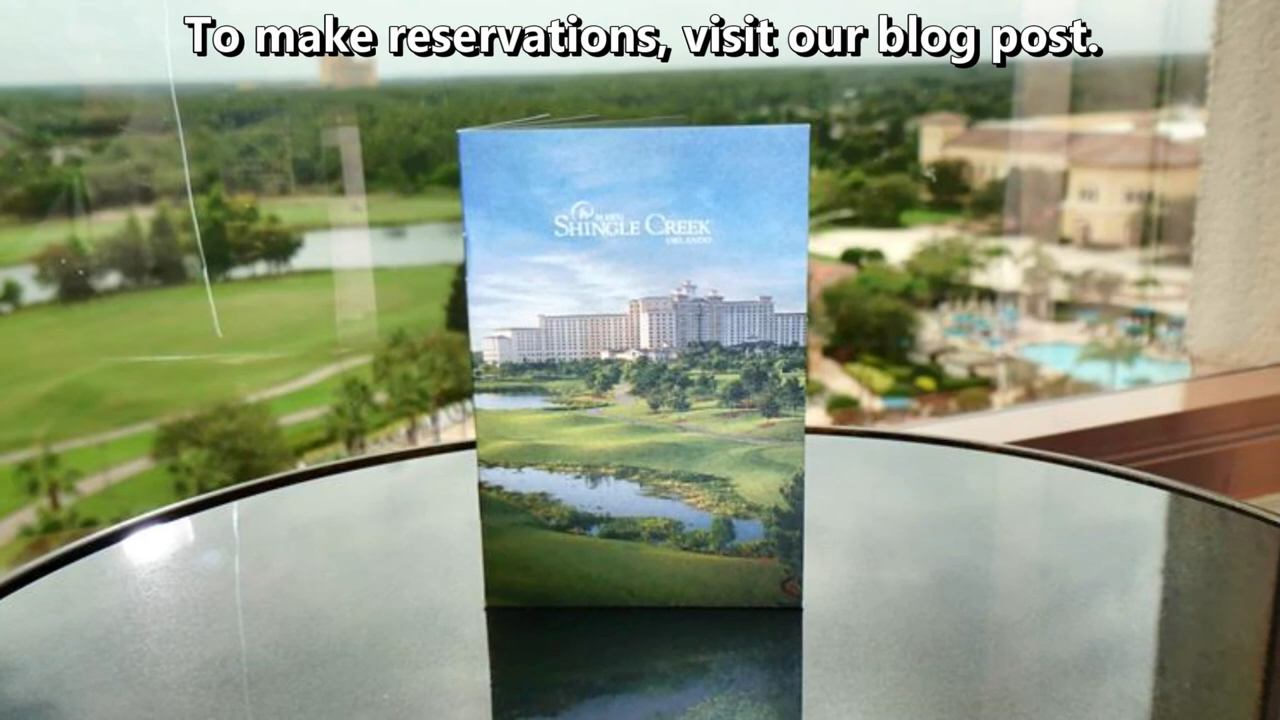 To make reservations, visit our blog post.
SHINGLE CREEK
ORLANDO